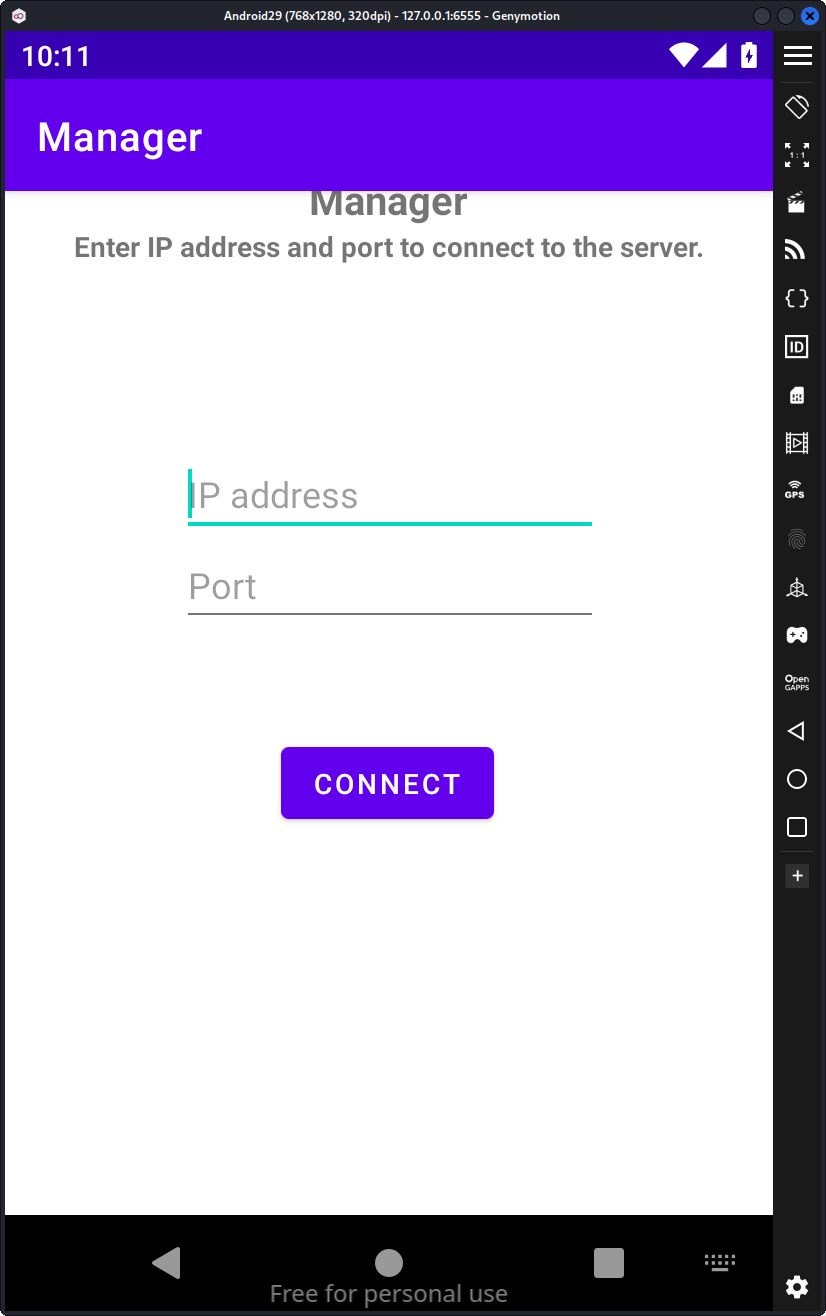 Android29 (768x1280, 320dpi) - 127.0.0.1:6555 - Genymotion
10:11
Manager
Manager
Enter IP address and port to connect to the server.
IP address
Port
CONNECT
1:1
ID
GPS
Open
GAPPS
Free for personal use